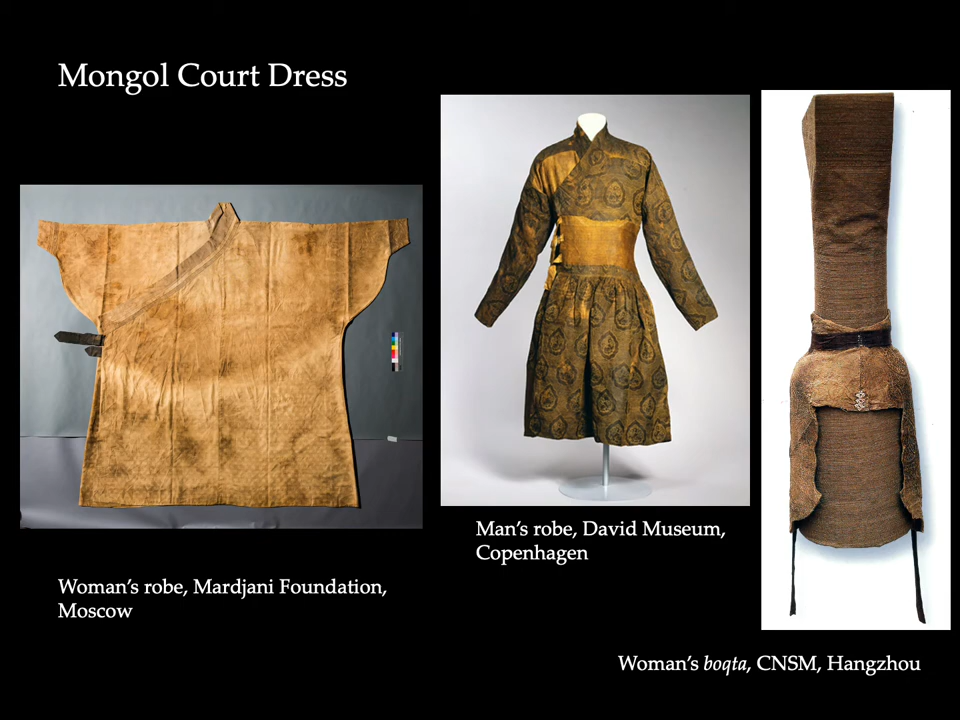 Mongol Court Dress
Man’s robe, David Museum,
Copenhagen
Woman’s robe, Mardjani Foundation,
Moscow
Woman’s boqta, CNSM, Hangzhou